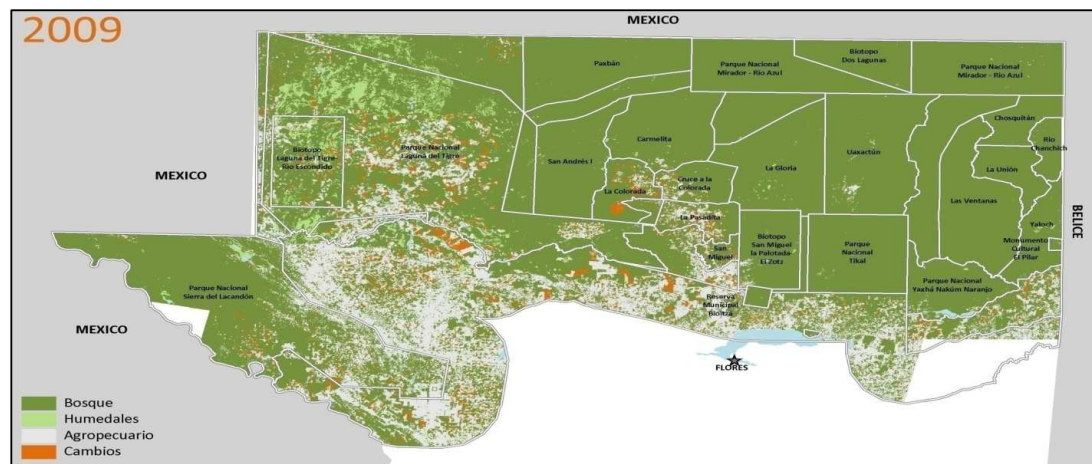 2009
MEXICO
Paxbán
Parque Nacional
Mirador - Río Azul
Biotopo
Dos Lagunas
Parque Nacional
Mirador - Río Azul
Chosquitán
Río
Chanchich
Carmelita
Biotopo
Laguna del Tigre
Río Escondido
Parque Nacional
Laguna del Tigre
San Andrés I
La Gloria
Uaxactún
La Unión
MEXICO
La Colorada
Cruce a la
Colorada
Las Ventanas
BELICE
La Pasadita
Yaloch
Biotopo
San Miguel
la Palotada
El Zotz
Parque
Nacional
Tikal
Monumento
Cultural
El Pilar
San
Miguel
Parque Nacional
Sierra del Lacandón
Parque Nacional
Yaxhá Nakúm Naranjo
Reserva
Municipal
Bioitzá
MEXICO
FLORES
Bosque
Humedales
Agropecuario
Cambios